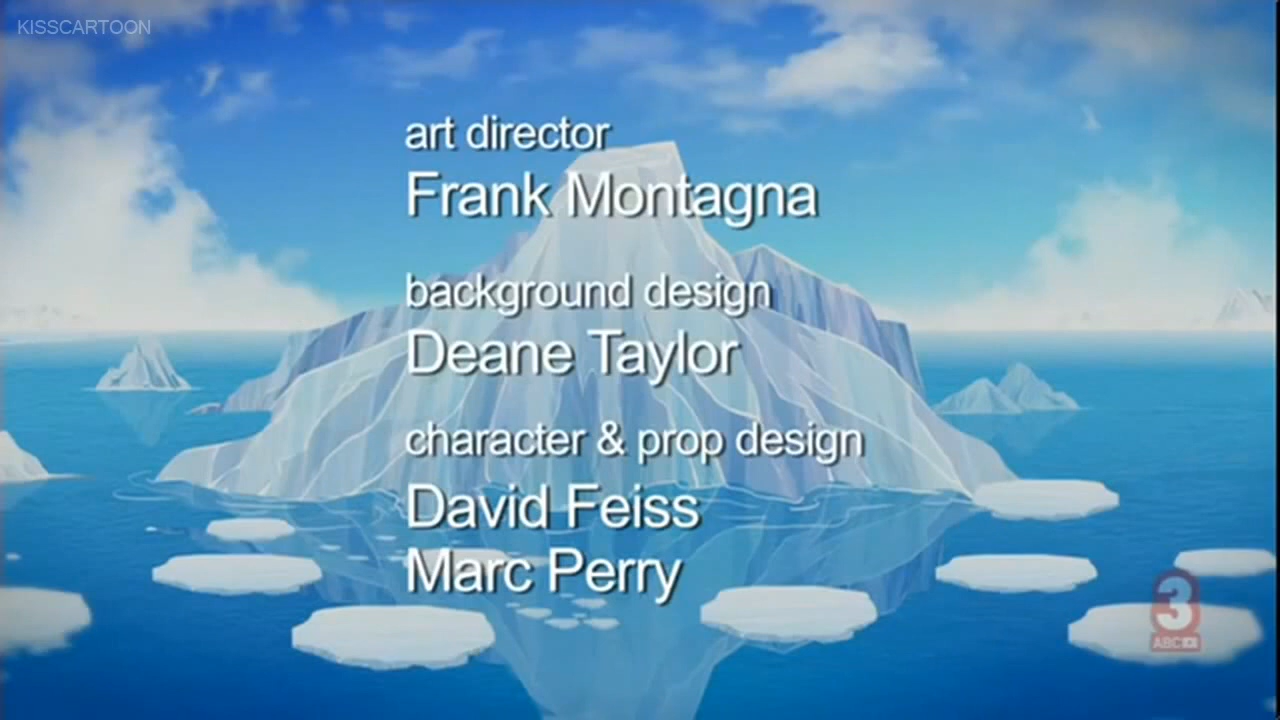 KISSCARTOON
art director
Frank Montagna
background design
Deane Taylor
character & prop design
David Feiss
Marc Perry
3
ABC